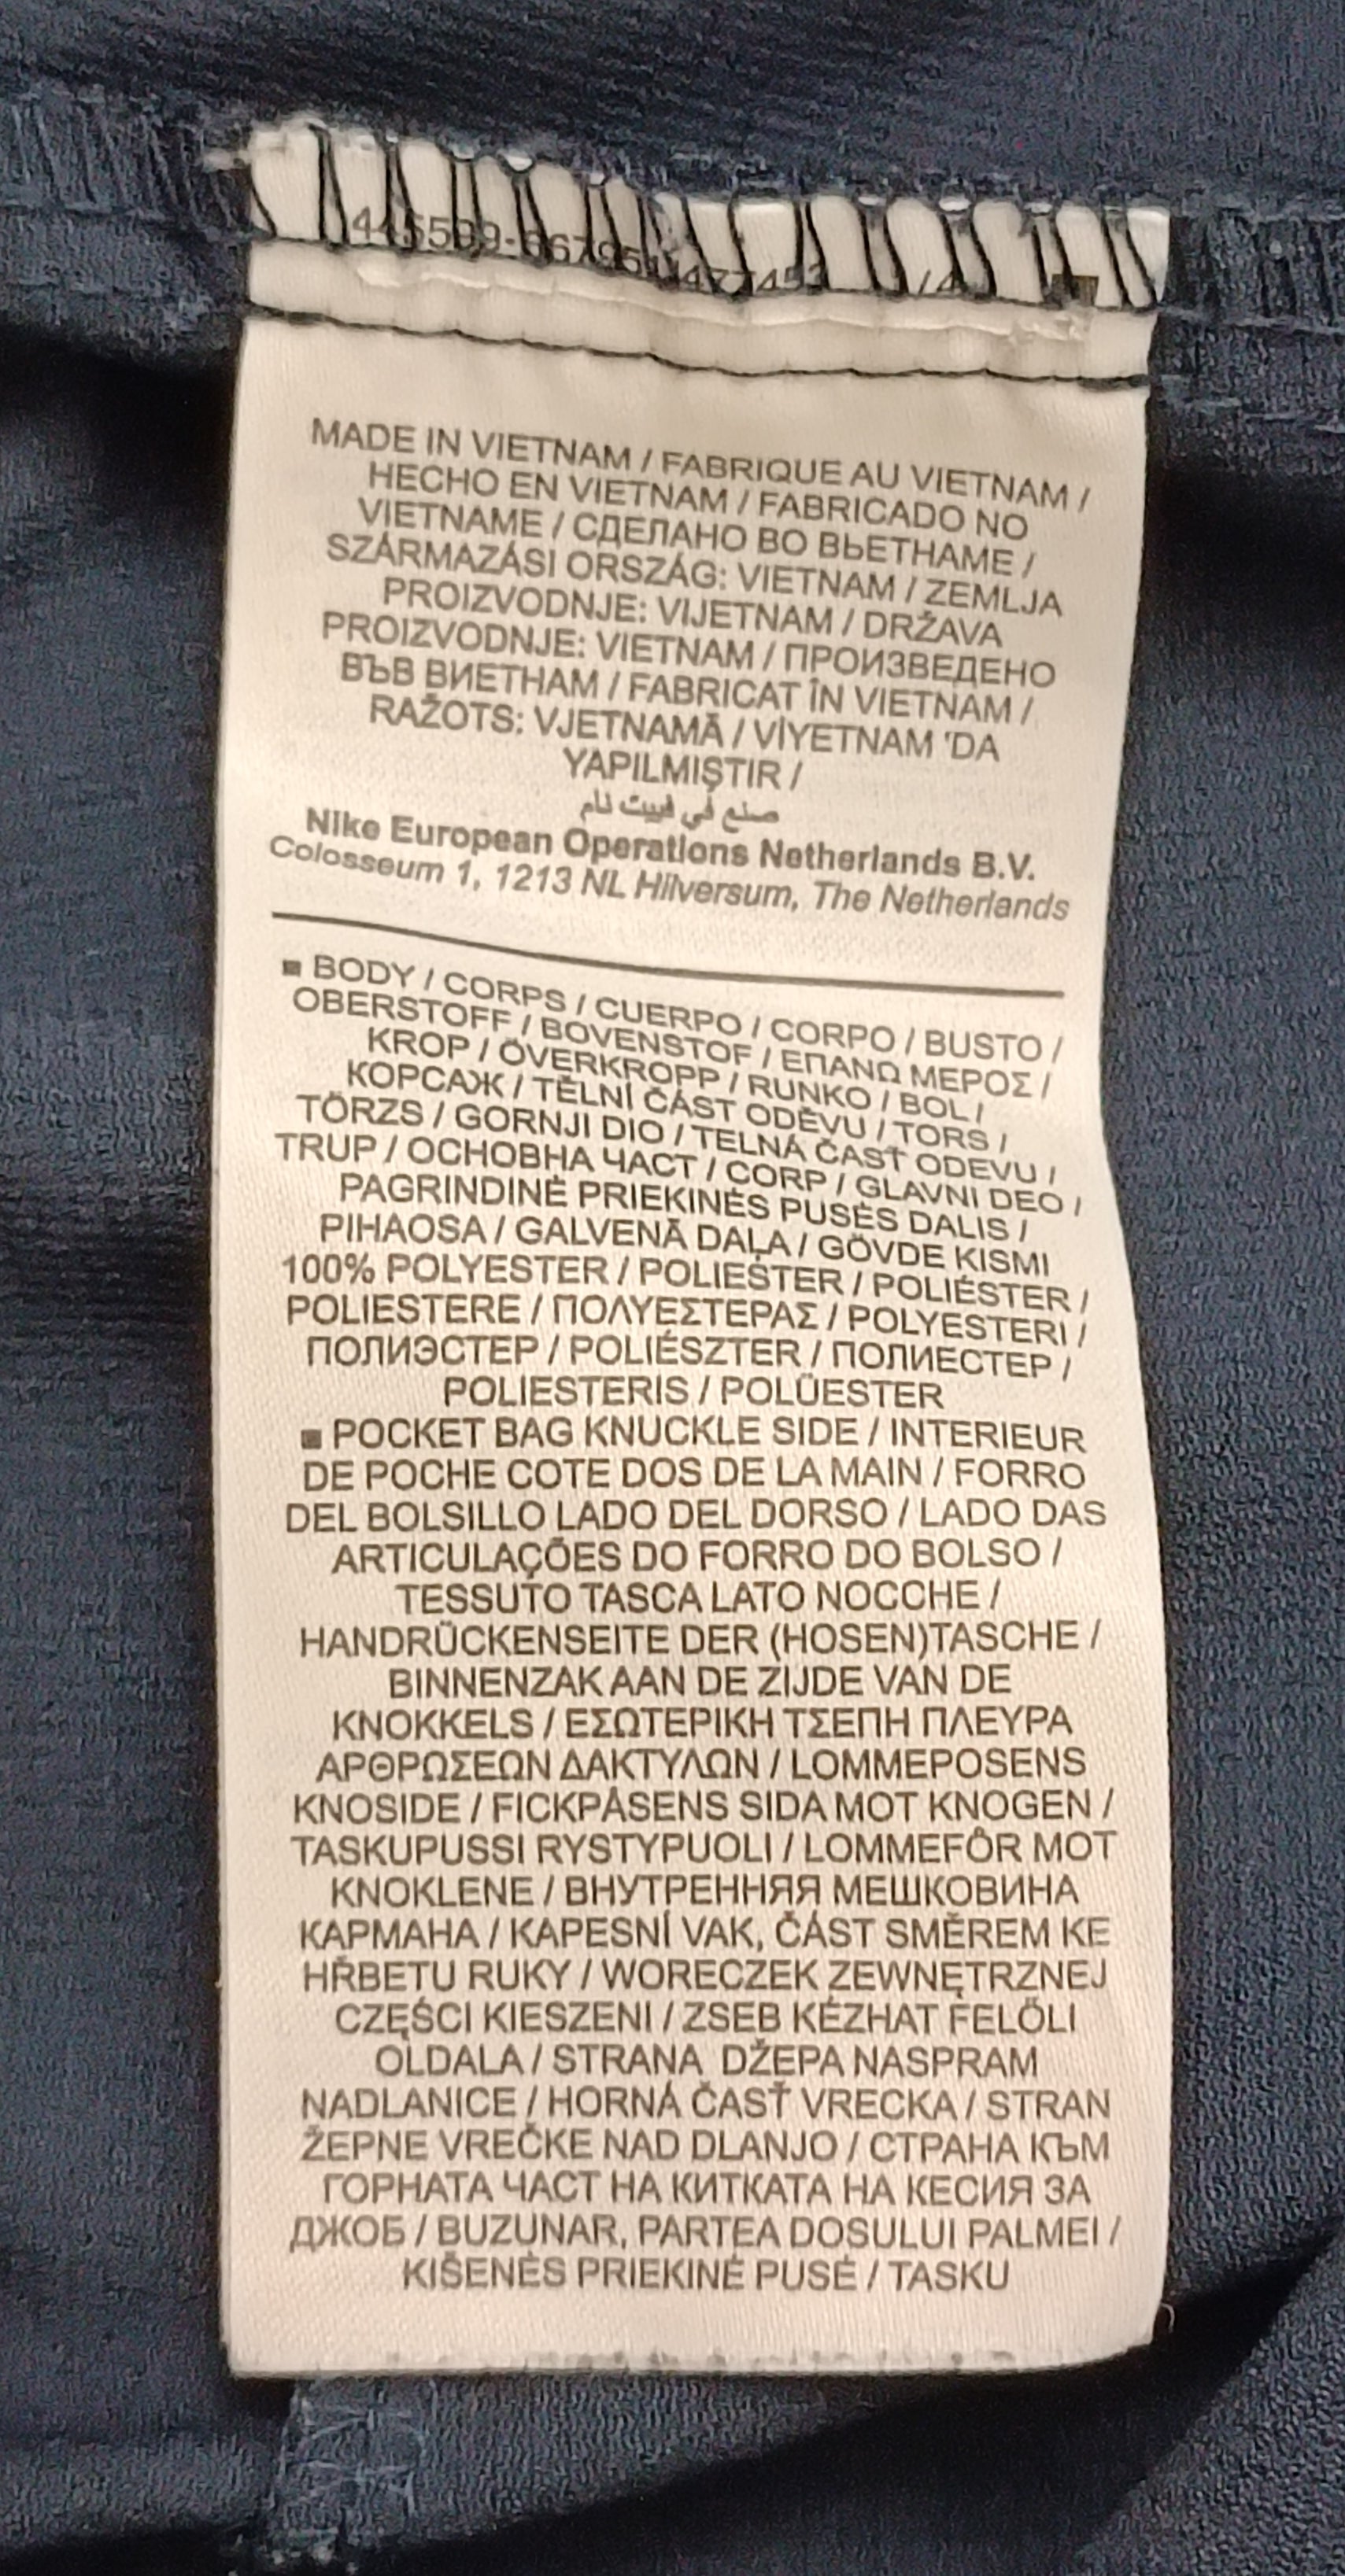 MADE IN VIETNAM / FABRIQUE AU VIETNAM /
HECHO EN VIETNAM / FABRICADO NO
VIETNAME / СДЕЛАНО ВО ВЬЕТНАМЕ /
SZÁRMAZÁSI ORSZÁG: VIETNAM / ZEMLJA
PROIZVODNJE: VIJETNAM / DRŽAVA
PROIZVODNJE: VIETNAM / ПРОИЗВЕДЕНО
ВЪВ ВИЕТНАМ / FABRICAT ÎN VIETNAM /
RAŽOTS: VJETNAMĀ / VİYETNAM 'DA
YAPILMIŞTIR /
صنع في فييت نام
Nike European Operations Netherlands B.V.
Colosseum 1, 1213 NL Hilversum, The Netherlands
■ BODY / CORPS / CUERPO / CORPO / BUSTO /
OBERSTOFF / BOVENSTOF / ΕΠΑΝΩ ΜΕΡΟΣ /
KROP / ÖVERKROPP / RUNKO / BOL /
КОРСАЖ / TĚLNÍ ČÁST ODĚVU / TORS /
TÖRZS / GORNJI DIO / TELNÁ ČASŤ ODEVU /
TRUP / ОСНОВНА ЧАСТ / CORP / GLAVNI DEO /
PAGRINDINĖ PRIEKINĖS PUSĖS DALIS /
PIHAOSA / GALVENĀ DAĻA / GÖVDE KISMI
100% POLYESTER / POLIESTER / POLIÉSTER /
POLIESTERE / ΠΟΛΥΕΣΤΕΡΑΣ / POLYESTERI /
ПОЛИЭСТЕР / POLIÉSZTER / ПОЛИЕСТЕР /
POLIESTERIS / POLÜESTER
■ POCKET BAG KNUCKLE SIDE / INTERIEUR
DE POCHE COTE DOS DE LA MAIN / FORRO
DEL BOLSILLO LADO DEL DORSO / LADO DAS
ARTICULAÇÕES DO FORRO DO BOLSO /
TESSUTO TASCA LATO NOCCHE /
HANDRÜCKENSEITE DER (HOSEN)TASCHE /
BINNENZAK AAN DE ZIJDE VAN DE
KNOKKELS / ΕΣΩΤΕΡΙΚΗ ΤΣΕΠΗ ΠΛΕΥΡΑ
ΑΡΘΡΩΣΕΩΝ ΔΑΚΤΥΛΩΝ / LOMMEPOSENS
KNOSIDE / FICKPÅSENS SIDA MOT KNOGEN /
TASKUPUSSI RYSTYPUOLI / LOMMEFÔR MOT
KNOKLENE / ВНУТРЕННЯЯ МЕШКОВИНА
КАРМАНА / KAPESNÍ VAK, ČÁST SMĚREM KE
HŘBETU RUKY / WORECZEK ZEWNĘTRZNEJ
CZĘŚCI KIESZENI / ZSEB KÉZHAT FELŐLI
OLDALA / STRANA DŽEPA NASPRAM
NADLANICE / HORNÁ ČASŤ VRECKA / STRAN
ŽEPNE VREČKE NAD DLANJO / СТРАНА КЪМ
ГОРНАТА ЧАСТ НА КИТКАТА НА КЕСИЯ ЗА
ДЖОБ / BUZUNAR, PARTEA DOSULUI PALMEI /
KIŠENĖS PRIEKINĖ PUSĖ / TASKU